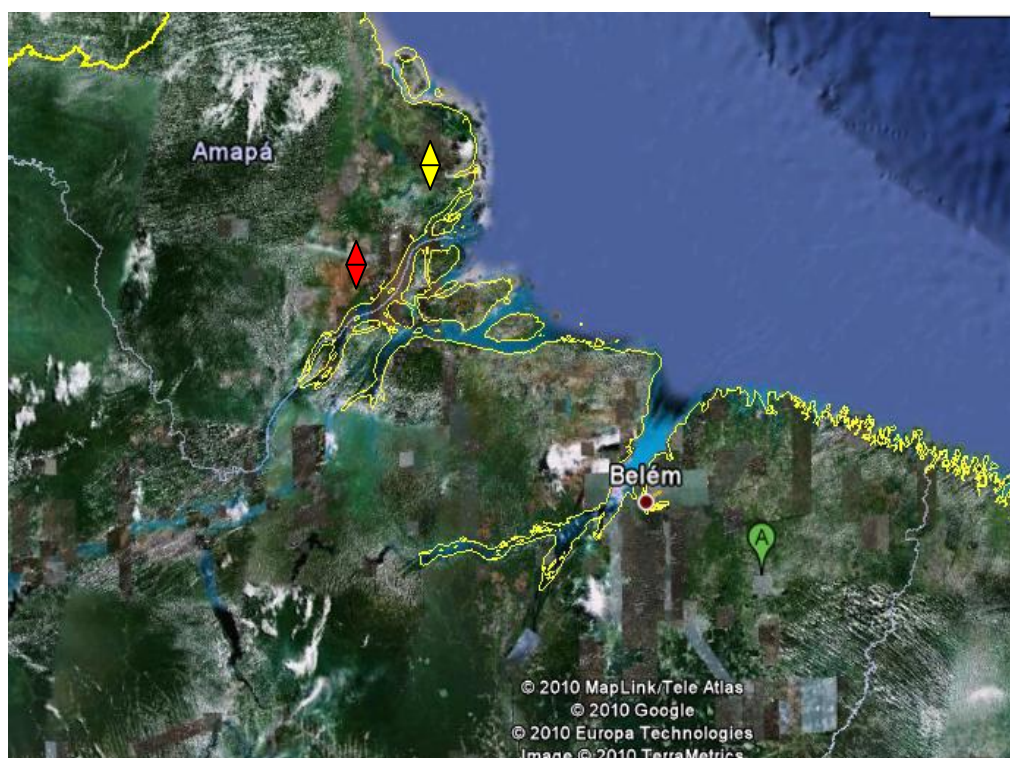 Amapá
Belém
A
© 2010 MapLink/Tele Atlas
© 2010 Google
© 2010 Europa Technologies
Image © 2010 TerraMetrics